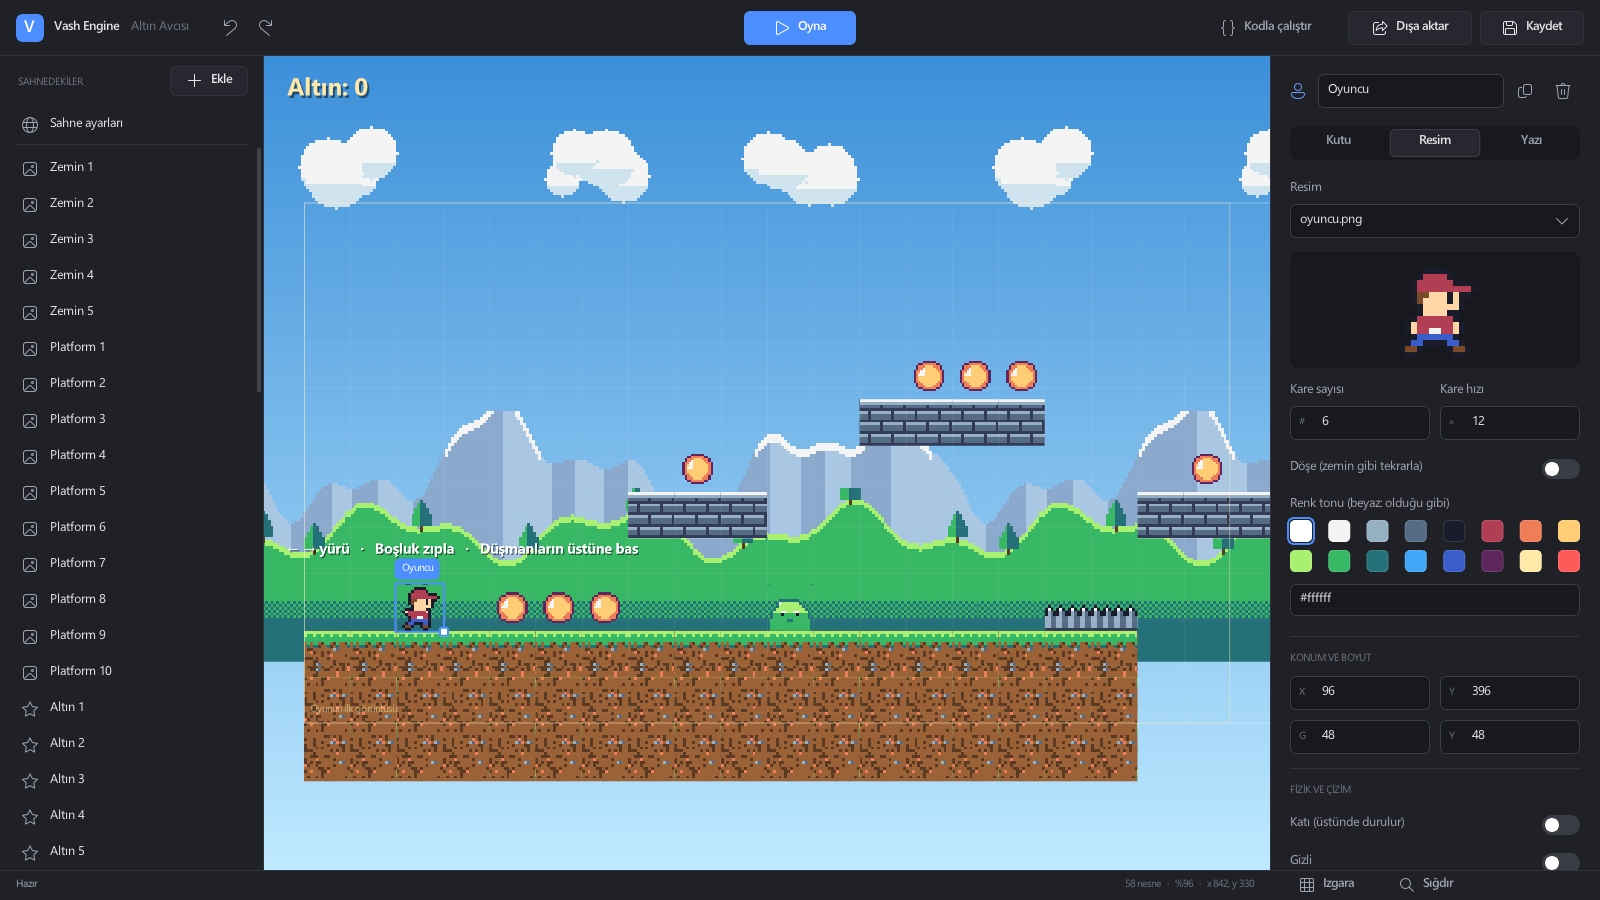 V Vash Engine Altın Avcısı
Oyna
Kodla çalıştır
Dışa aktar
Kaydet
SAHNEDEKİLER
Ekle
Sahne ayarları
Zemin 1
Zemin 2
Zemin 3
Zemin 4
Zemin 5
Platform 1
Platform 2
Platform 3
Platform 4
Platform 5
Platform 6
Platform 7
Platform 8
Platform 9
Platform 10
Altın 1
Altın 2
Altın 3
Altın 4
Altın 5
Altın: 0
yürü · Boşluk zıpla · Düşmanların üstüne bas
Oyuncu
Oyunun ilk görüntüsü
Oyuncu
Kutu
Resim
Yazı
Resim
oyuncu.png
Kare sayısı
Kare hızı
# 6
» 12
Döşe (zemin gibi tekrarla)
Renk tonu (beyaz: olduğu gibi)
#ffffff
KONUM VE BOYUT
X 96
Y 396
G 48
Y 48
FİZİK VE ÇİZİM
Katı (üstünde durulur)
Gizli
Hazır
58 nesne · %96 · x 842, y 330
Izgara
Sığdır